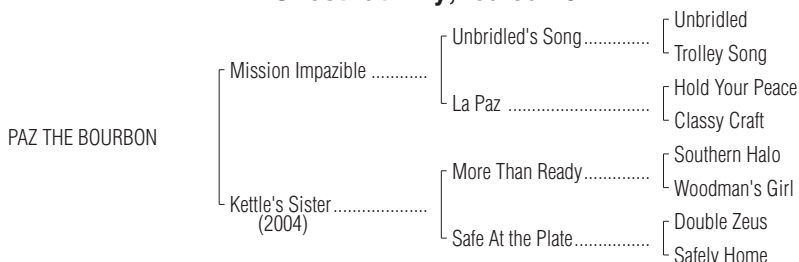 Unbridled
Unbridled's Song..............
Trolley Song
Mission Impazible ............
Hold Your Peace
La Paz ..............................
Classy Craft
PAZ THE BOURBON
Southern Halo
More Than Ready..............
Woodman's Girl
Kettle's Sister....................
(2004)
Double Zeus
Safe At the Plate................
Safely Home